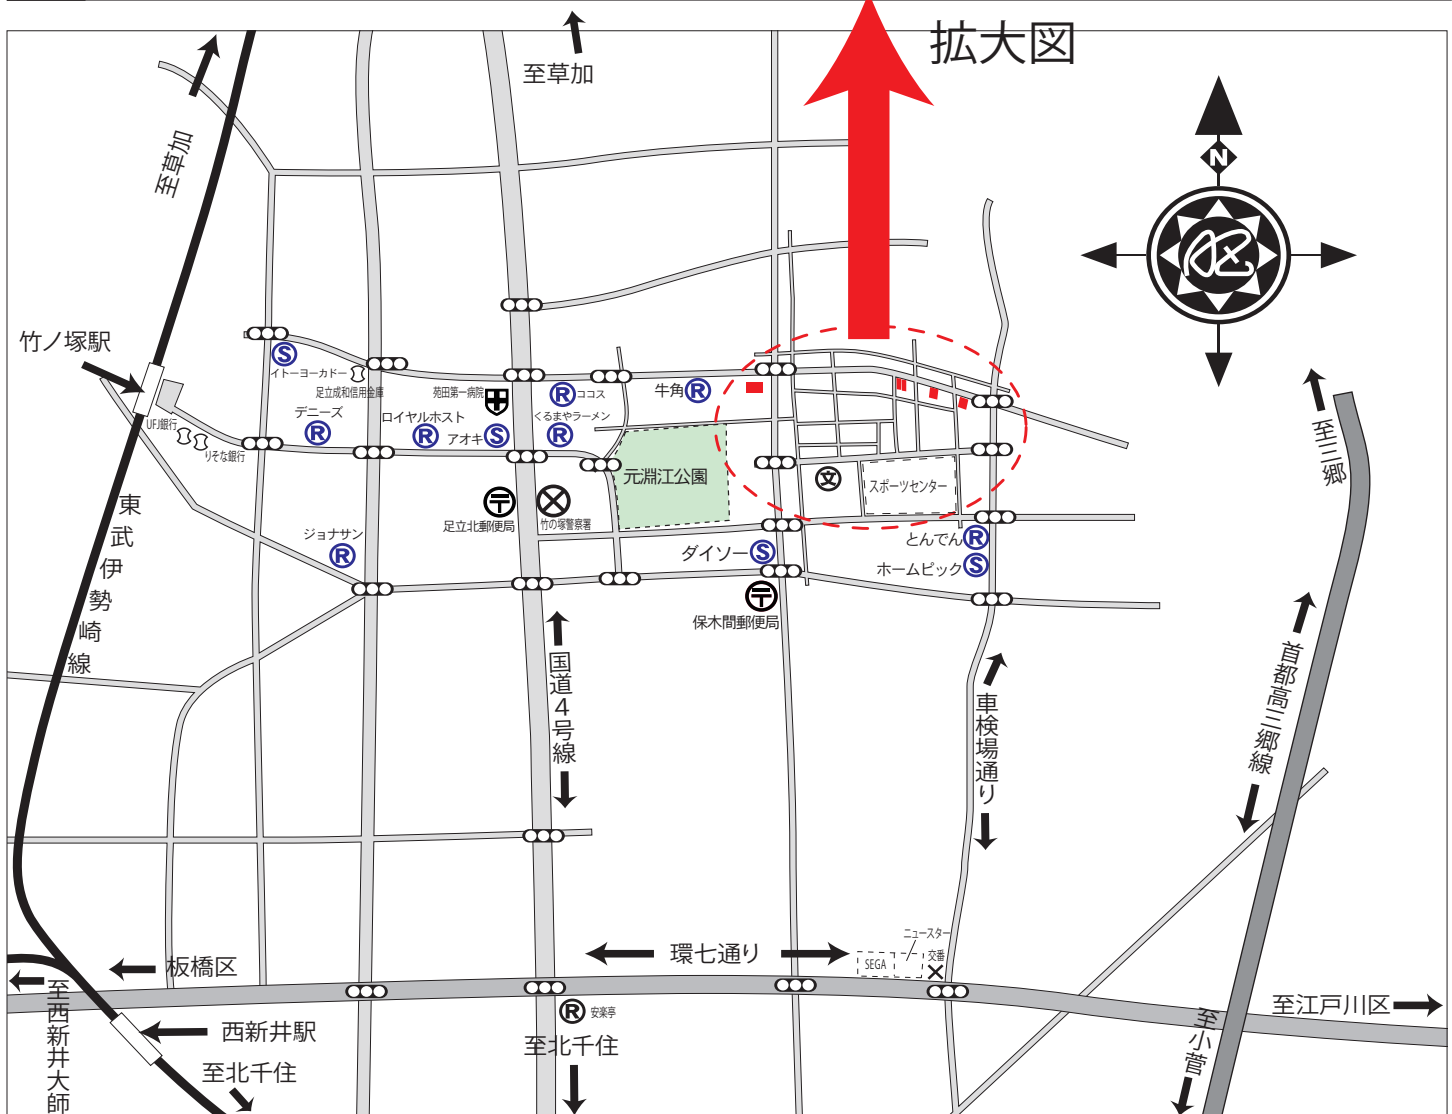 拡大図
至草加
至草加
N
竹ノ塚駅
S
イトーヨーカドー
足立成和信用金庫
苑田第一病院
R
ココス
牛角
R
デニーズ
R
ロイヤルホスト
R
アオキ
S
くるまやラーメン
R
UFJ銀行
りそな銀行
元淵江公園
文
スポーツセンター
至三郷
東武伊勢崎線
足立北郵便局
竹の塚警察署
ジョナサン
R
ダイソー
S
とんでん
R
ホームピック
S
保木間郵便局
国道4号線
車検場通り
首都高三郷線
環七通り
ニュースター
SEGA
交番
板橋区
至西新井大師
西新井駅
R
安楽亭
至北千住
至北千住
至江戸川区
至小菅